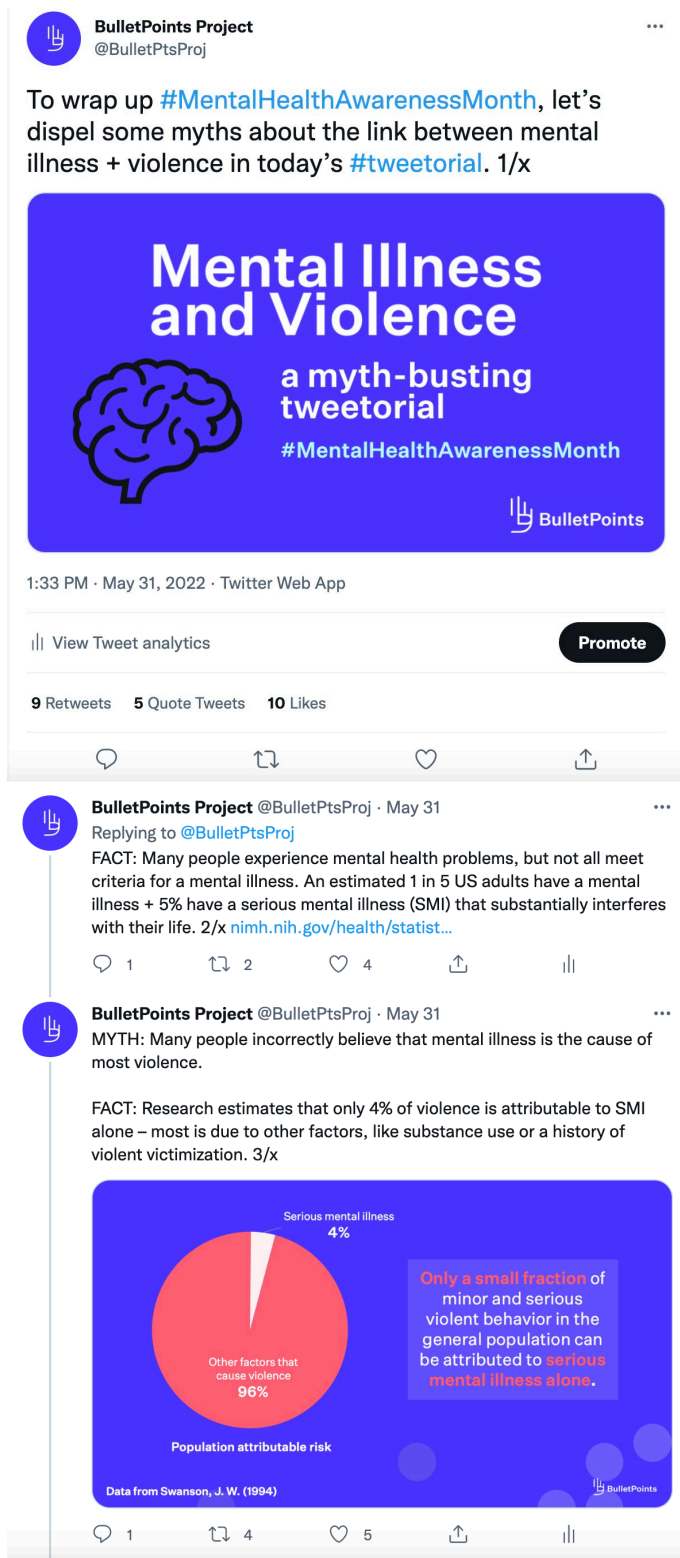 BulletPoints Project
@BulletPtsProj
To wrap up #MentalHealthAwarenessMonth, let's
dispel some myths about the link between mental
illness + violence in today's #tweetorial. 1/x
Mental Illness
and Violence
a myth-busting
tweetorial
#MentalHealthAwarenessMonth
BulletPoints
1:33 PM · May 31, 2022 · Twitter Web App
View Tweet analytics
Promote
9 Retweets 5 Quote Tweets 10 Likes
BulletPoints Project @BulletPtsProj · May 31
Replying to @BulletPtsProj
FACT: Many people experience mental health problems, but not all meet
criteria for a mental illness. An estimated 1 in 5 US adults have a mental
illness + 5% have a serious mental illness (SMI) that substantially interferes
with their life. 2/x nimh.nih.gov/health/statist...
1 2 4
BulletPoints Project @BulletPtsProj · May 31
MYTH: Many people incorrectly believe that mental illness is the cause of
most violence.
FACT: Research estimates that only 4% of violence is attributable to SMI
alone – most is due to other factors, like substance use or a history of
violent victimization. 3/x
Serious mental illness
4%
Other factors that
cause violence
96%
Population attributable risk
Only a small fraction of
minor and serious
violent behavior in the
general population can
be attributed to serious
mental illness alone.
Data from Swanson, J. W. (1994)
BulletPoints
1 4 5